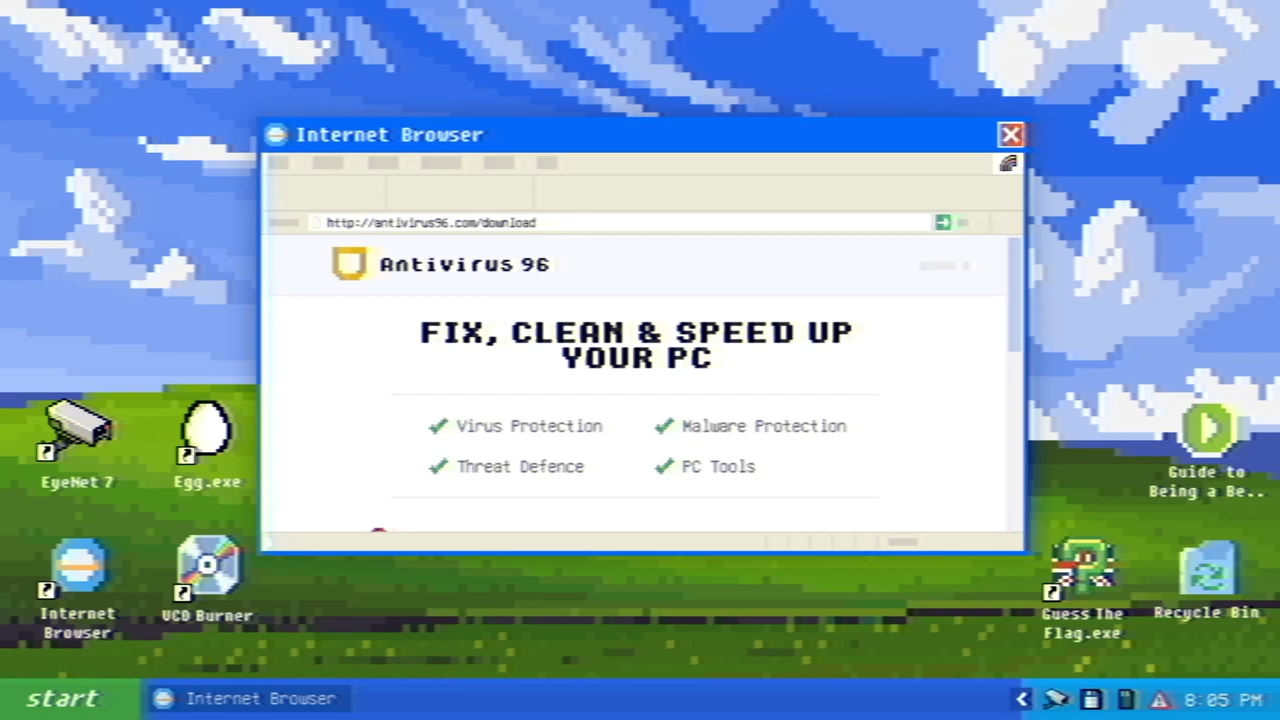 Internet Browser
http://antivirus96.com/download
Antivirus 96
FIX, CLEAN & SPEED UP
YOUR PC
Virus Protection
Malware Protection
Threat Defence
PC Tools
EyeNet 7
Egg.exe
Internet
Browser
VCD Burner
Guide to
Being a Be..
Guess The
Flag.exe
Recycle Bin
start
Internet Browser
8:05 PM